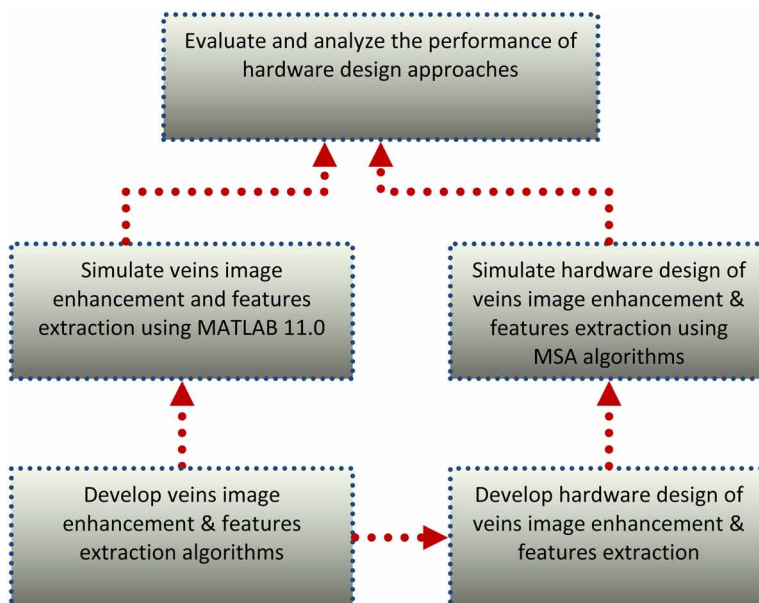 Evaluate and analyze the performance of
hardware design approaches
Simulate veins image
enhancement and features
extraction using MATLAB 11.0
Simulate hardware design of
veins image enhancement &
features extraction using
MSA algorithms
Develop veins image
enhancement & features
extraction algorithms
Develop hardware design of
veins image enhancement &
features extraction